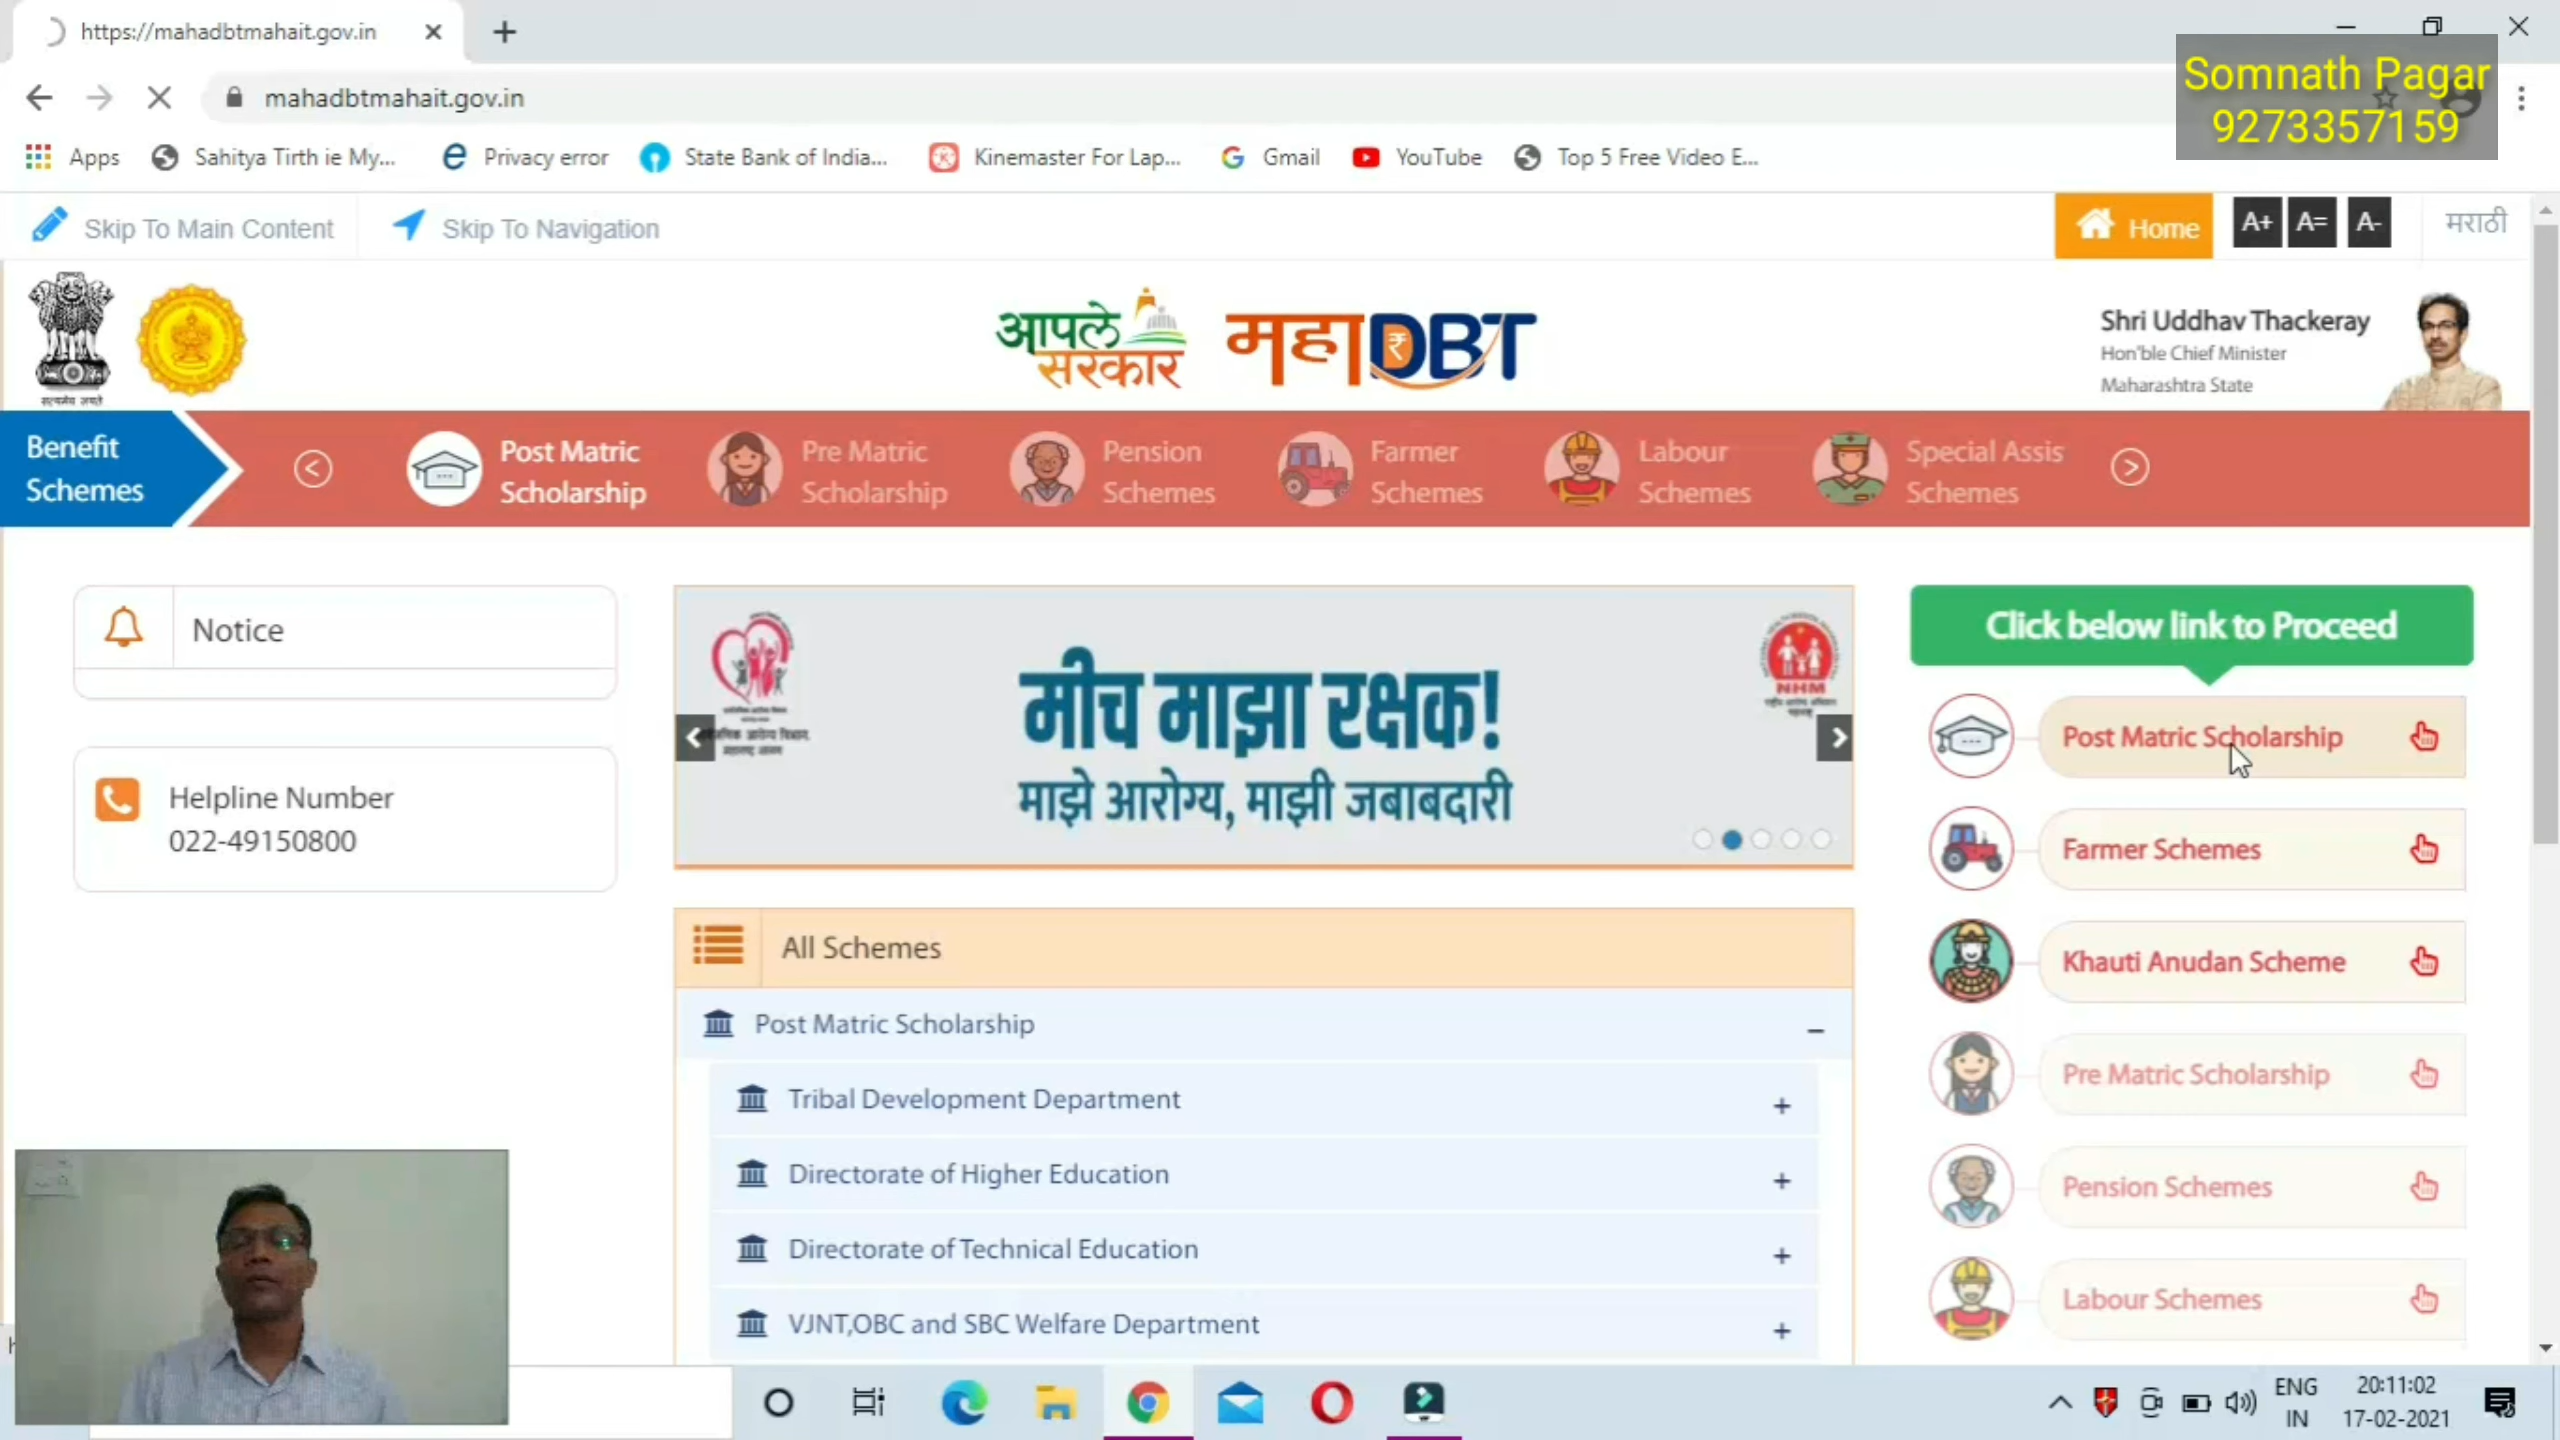 https://mahadbtmahait.gov.in
mahadbtmahait.gov.in
Somnath Pagar
9273357159
Apps
Sahitya Tirth ie My...
Privacy error
State Bank of India...
Kinemaster For Lap...
Gmail
YouTube
Top 5 Free Video E...
Skip To Main Content
Skip To Navigation
Home
A+
A=
A-
मराठी
सत्यमेव जयते
आपले
सरकार
महाDBT
Shri Uddhav Thackeray
Hon'ble Chief Minister
Maharashtra State
Benefit
Schemes
Post Matric
Scholarship
Pre Matric
Scholarship
Pension
Schemes
Farmer
Schemes
Labour
Schemes
Special Assis
Schemes
Notice
Helpline Number
022-49150800
NHM
मीच माझा रक्षक!
माझे आरोग्य, माझी जबाबदारी
All Schemes
Post Matric Scholarship
Tribal Development Department
Directorate of Higher Education
Directorate of Technical Education
VJNT,OBC and SBC Welfare Department
Click below link to Proceed
Post Matric Scholarship
Farmer Schemes
Khauti Anudan Scheme
Pre Matric Scholarship
Pension Schemes
Labour Schemes
ENG
IN
20:11:02
17-02-2021